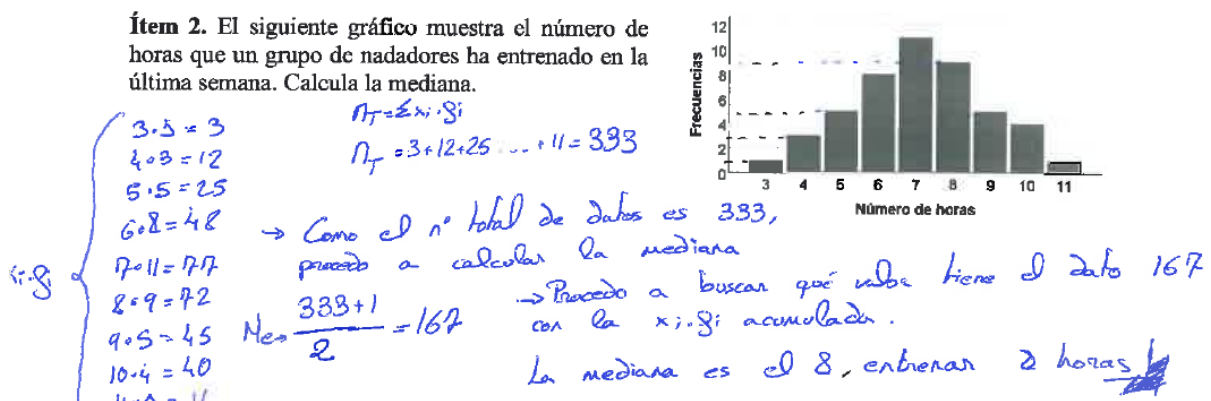 Ítem 2. El siguiente gráfico muestra el número de
horas que un grupo de nadadores ha entrenado en la
última semana. Calcula la mediana.
12
10
8
6
4
2
0
Frecuencias
3 4 5 6 7 8 9 10 11
Número de horas
n_T = Σ xi · fi
n_T = 3+12+25 ... + 11 = 333
xi·fi
3·1 = 3
4·3 = 12
5·5 = 25
6·8 = 48
7·11 = 77
8·9 = 72
9·5 = 45
10·4 = 40
→ Como el nº total de datos es 333,
procedo a calcular la mediana
Me → (333+1)/2 = 167
→ Procedo a buscar qué valor tiene el dato 167
con la xi·fi acumulada.
La mediana es el 8, entrenan 8 horas